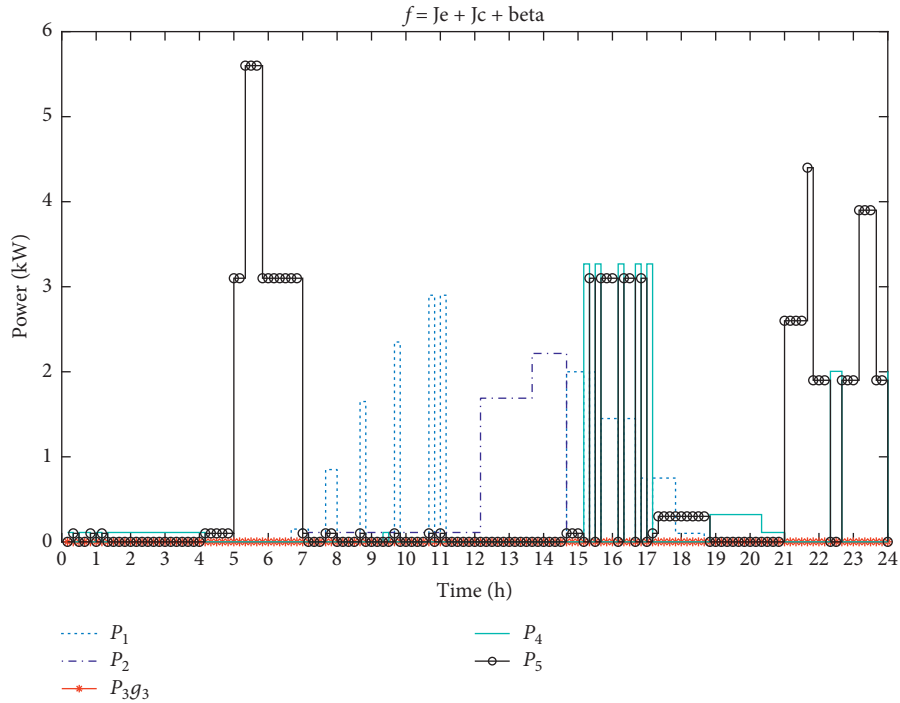 f = Je + Jc + beta
6
5
4
3
2
1
0
Power (kW)
0 1 2 3 4 5 6 7 8 9 10 11 12 13 14 15 16 17 18 19 20 21 22 23 24
Time (h)
P1
P2
P3g3
P4
P5